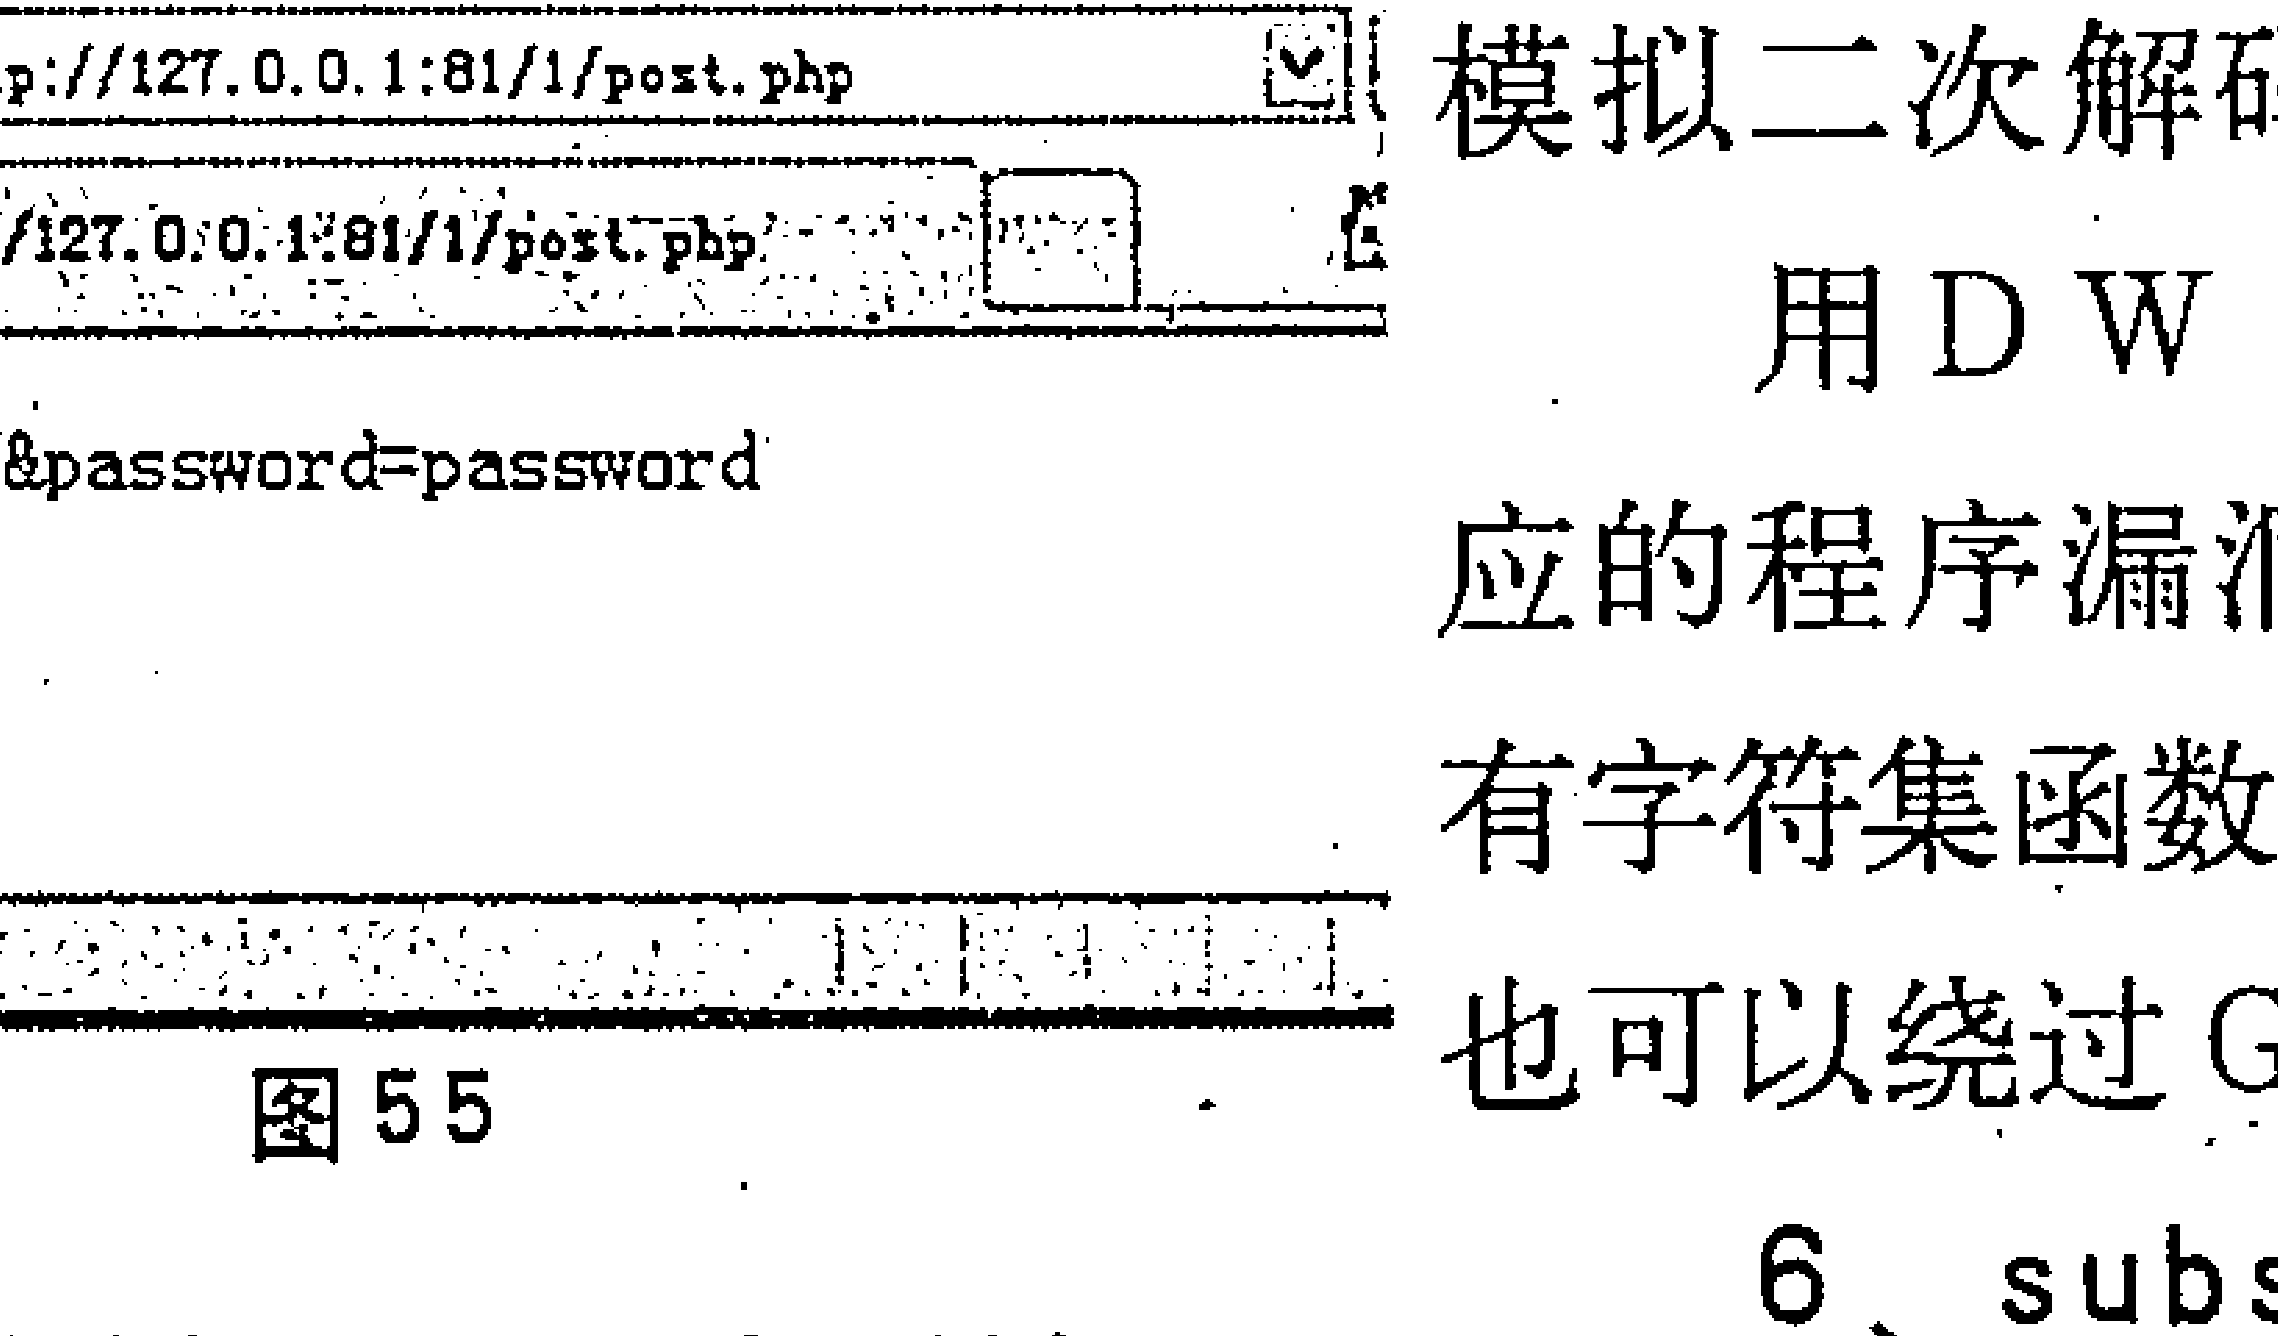 p://127.0.0.1:81/1/post.php
/127.0.0.1:81/1/post.php
&password=password
图55
模拟二次解
用DW
应的程序漏
有字符集函数
也可以绕过G
6、subs